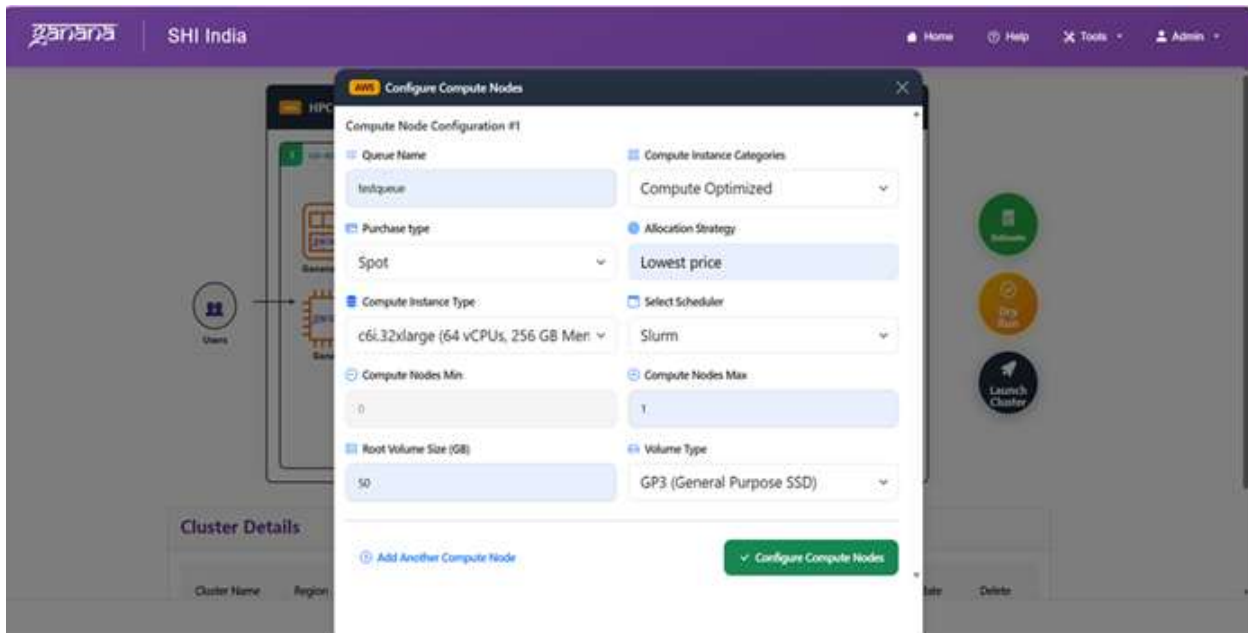 ganana
SHI India
Home
Help
Tools
Admin
AWS Configure Compute Nodes
HPC
Compute Node Configuration #1
Queue Name
Compute Instance Categories
testqueue
Compute Optimized
Purchase type
Allocation Strategy
Spot
Lowest price
Compute Instance Type
Select Scheduler
c6i.32xlarge (64 vCPUs, 256 GB Mem
Slurm
Compute Nodes Min
Compute Nodes Max
0
1
Root Volume Size (GB)
Volume Type
50
GP3 (General Purpose SSD)
Users
Dry
Run
Launch
Cluster
Cluster Details
Add Another Compute Node
Configure Compute Nodes
Cluster Name
Region
Delete